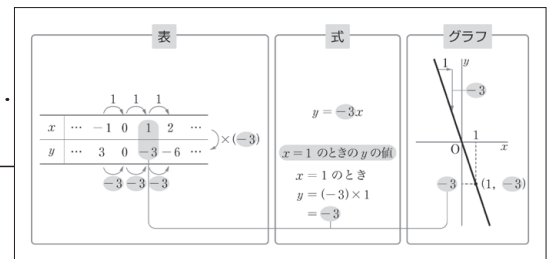 表
1 1 1
x … −1 0 1 2 …
y … 3 0 −3 −6 …
×(−3)
−3 −3 −3
式
y = −3x
x = 1 のときの y の値
x = 1 のとき
y = (−3) × 1
= −3
グラフ
1 y
−3
1
O x
−3 (1, −3)